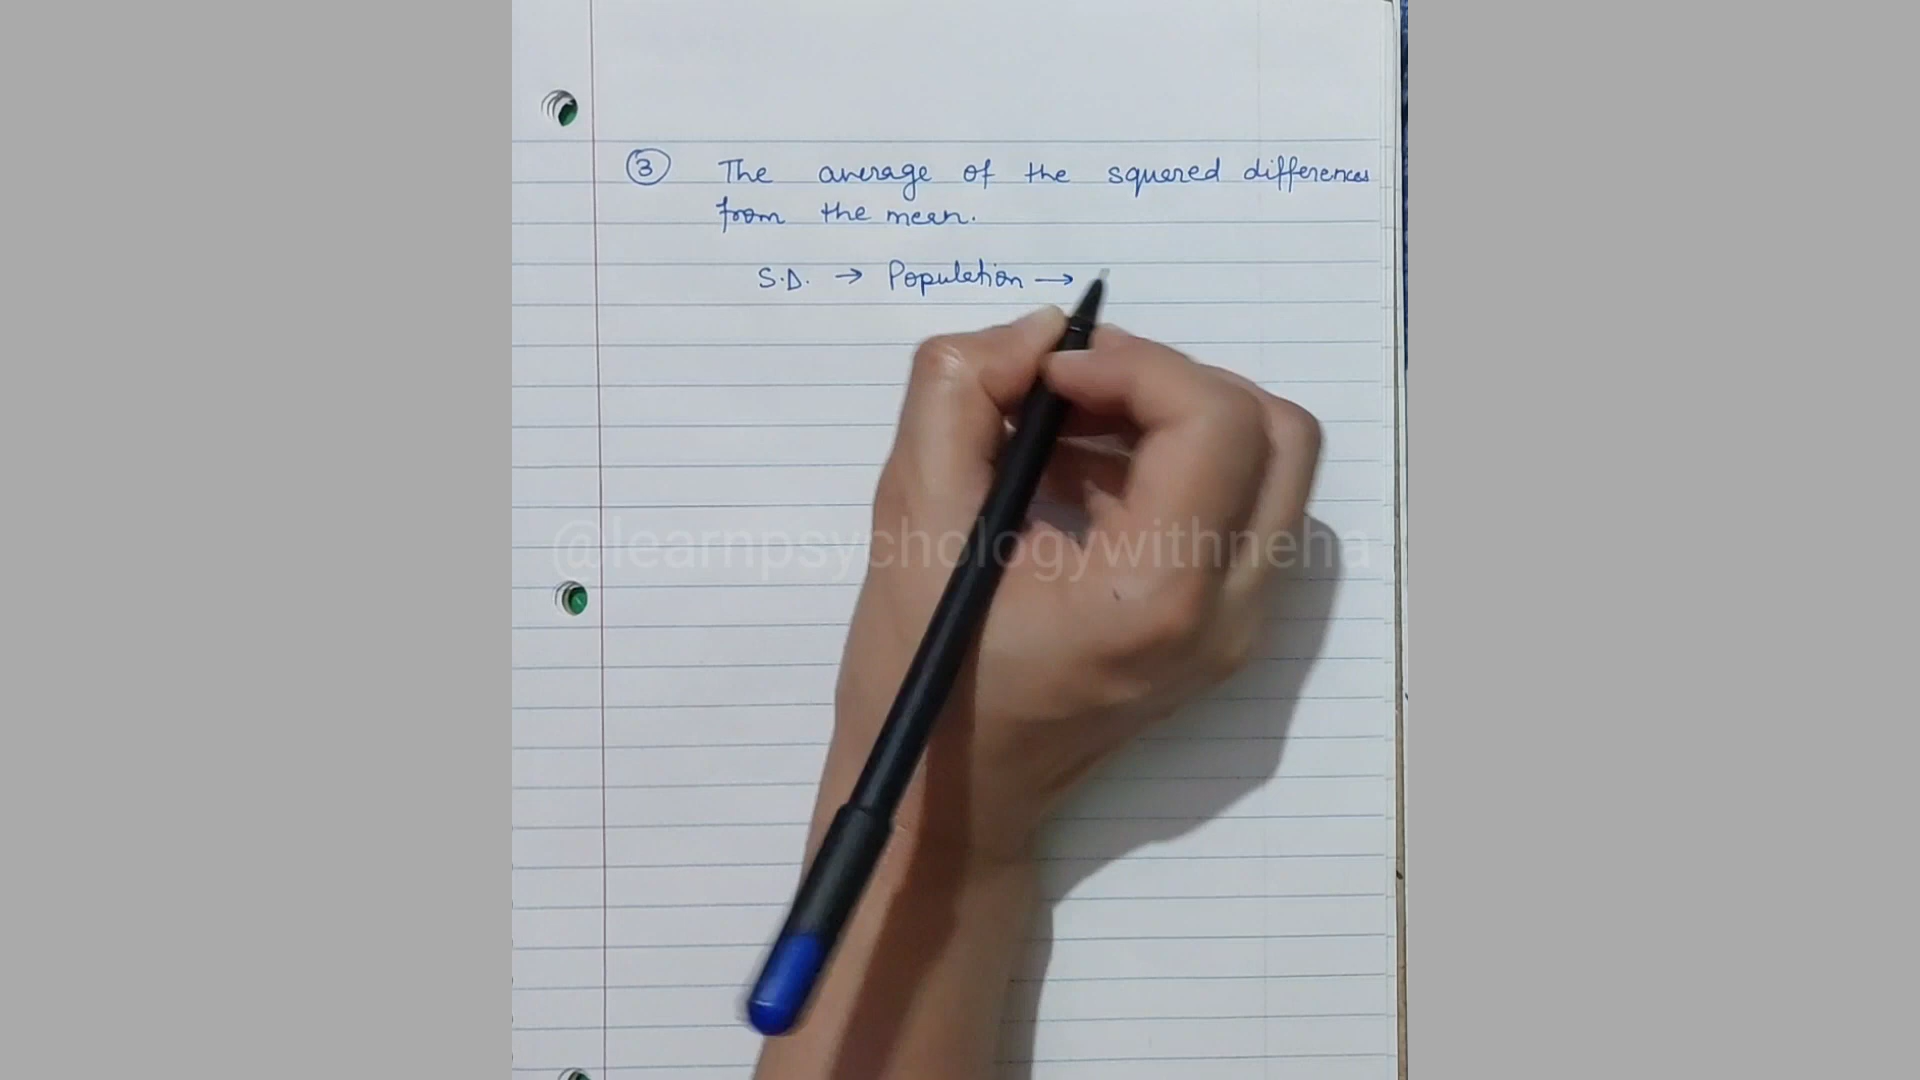 ③ The average of the squared differences
from the mean.
S.D. → Population →
@learnpsychologywithneha